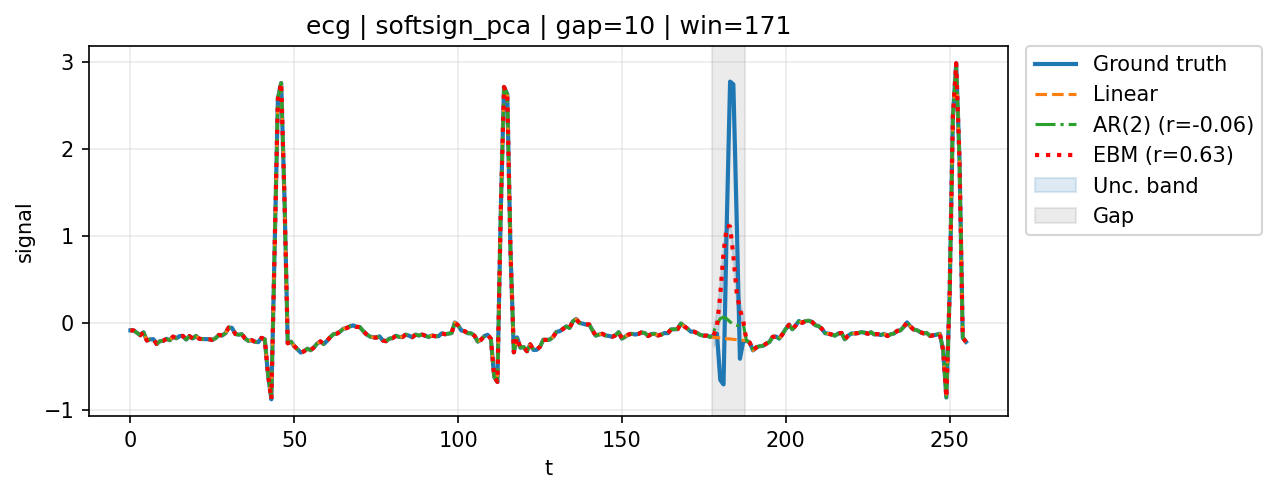 ecg | softsign_pca | gap=10 | win=171
3
2
1
0
−1
signal
0
50
100
150
200
250
t
Ground truth
Linear
AR(2) (r=-0.06)
EBM (r=0.63)
Unc. band
Gap